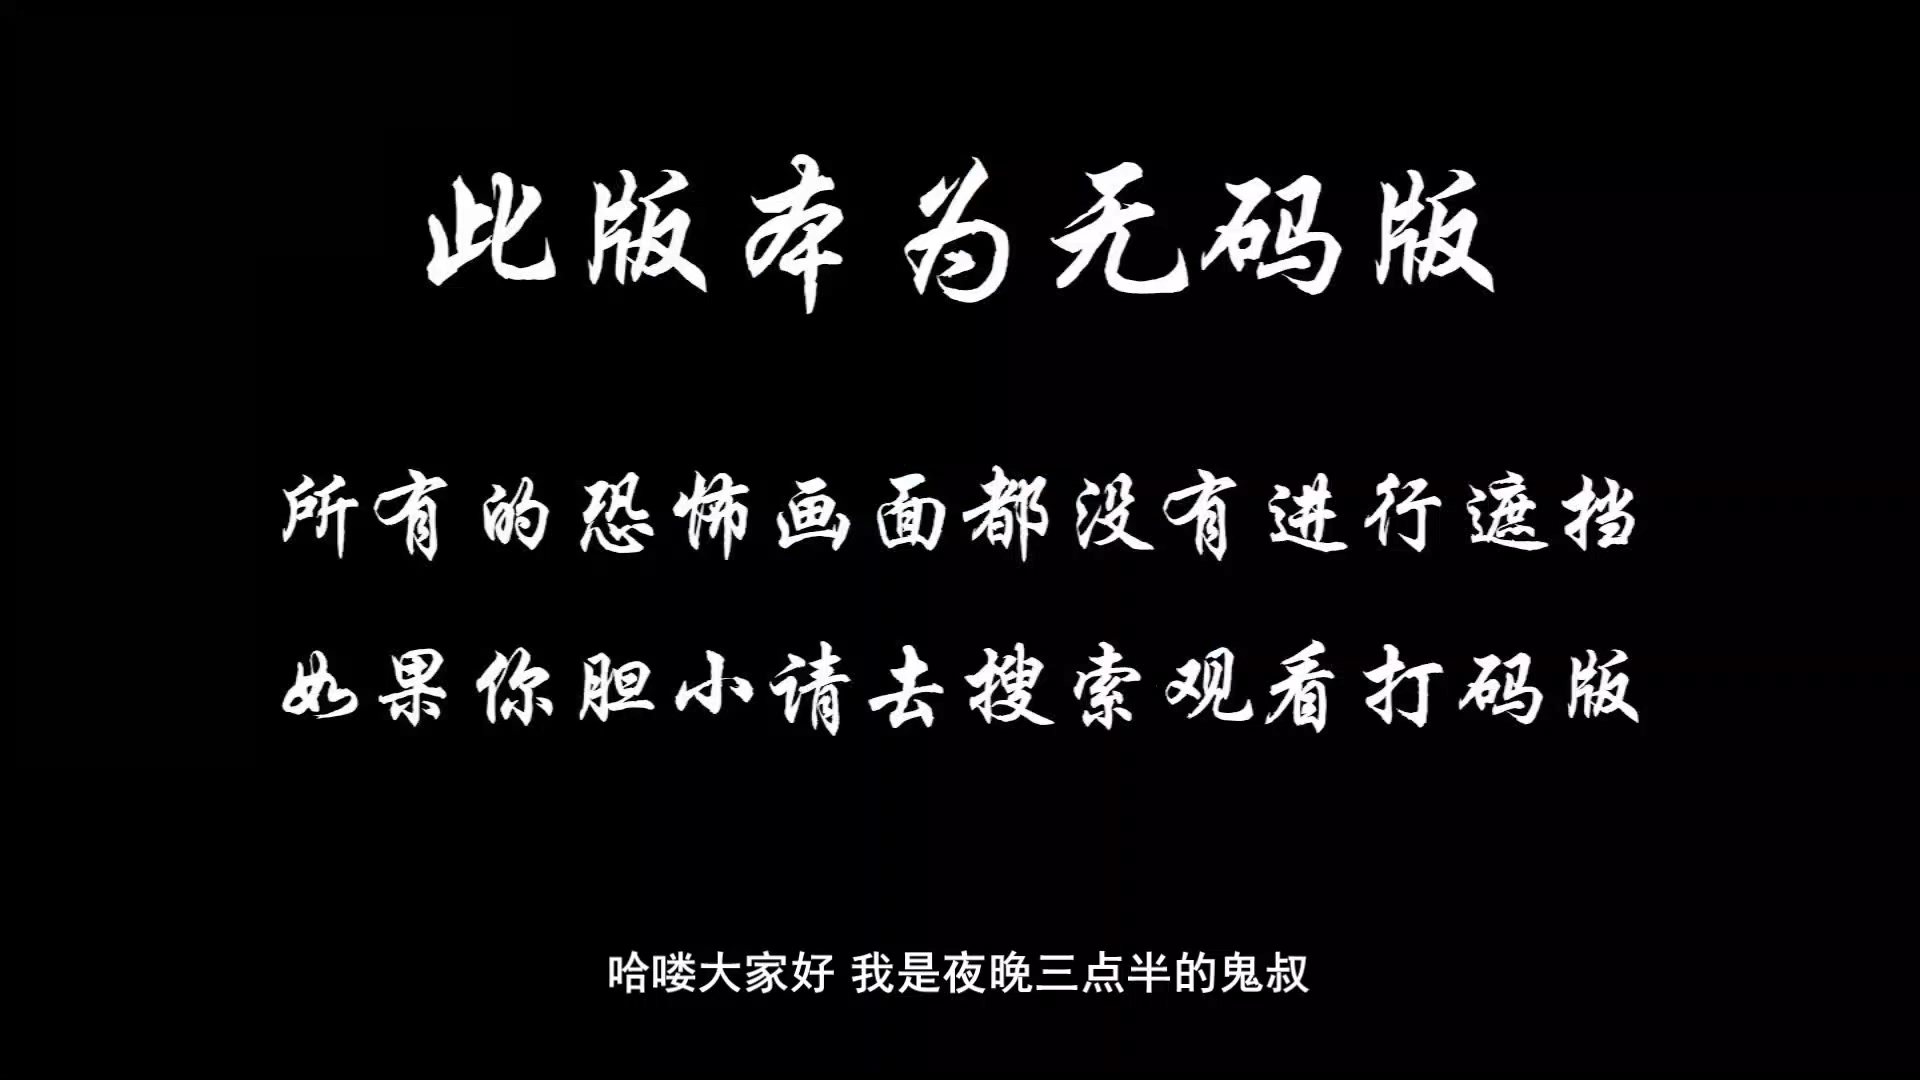 此版本为无码版
所有的恐怖画面都没有进行遮挡
如果你胆小请去搜索观看打码版
哈喽大家好 我是夜晚三点半的鬼叔